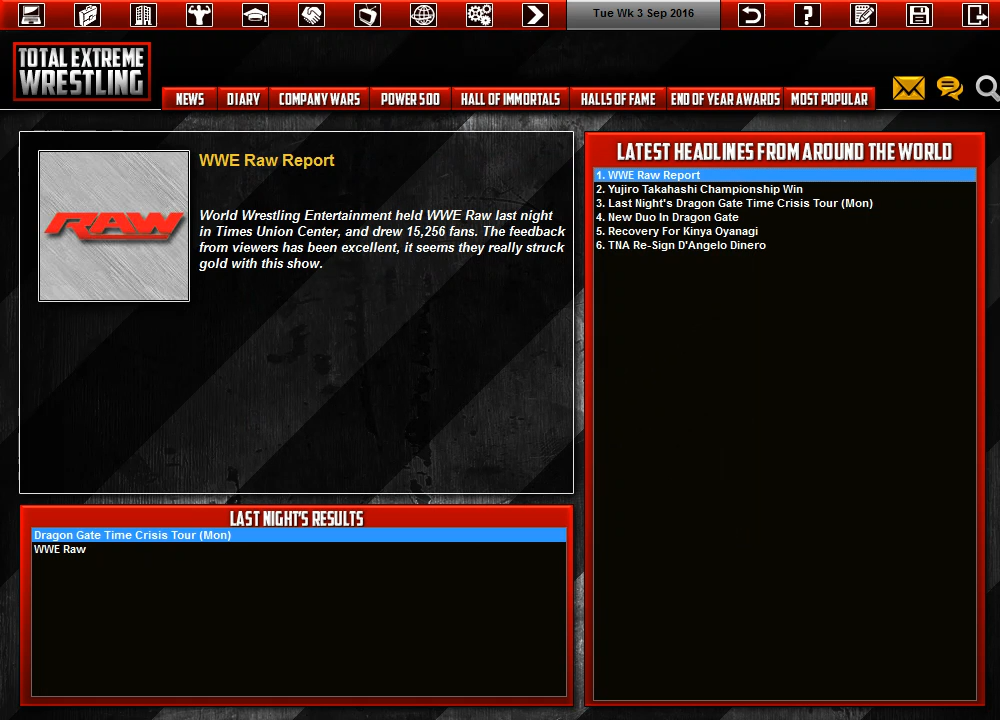 Tue Wk 3 Sep 2016
TOTAL EXTREME
WRESTLING
NEWS
DIARY
COMPANY WARS
POWER 500
HALL OF IMMORTALS
HALLS OF FAME
END OF YEAR AWARDS
MOST POPULAR
RAW
WWE Raw Report
World Wrestling Entertainment held WWE Raw last night
in Times Union Center, and drew 15,256 fans. The feedback
from viewers has been excellent, it seems they really struck
gold with this show.
LAST NIGHT'S RESULTS
Dragon Gate Time Crisis Tour (Mon)
WWE Raw
LATEST HEADLINES FROM AROUND THE WORLD
1. WWE Raw Report
2. Yujiro Takahashi Championship Win
3. Last Night's Dragon Gate Time Crisis Tour (Mon)
4. New Duo In Dragon Gate
5. Recovery For Kinya Oyanagi
6. TNA Re-Sign D'Angelo Dinero